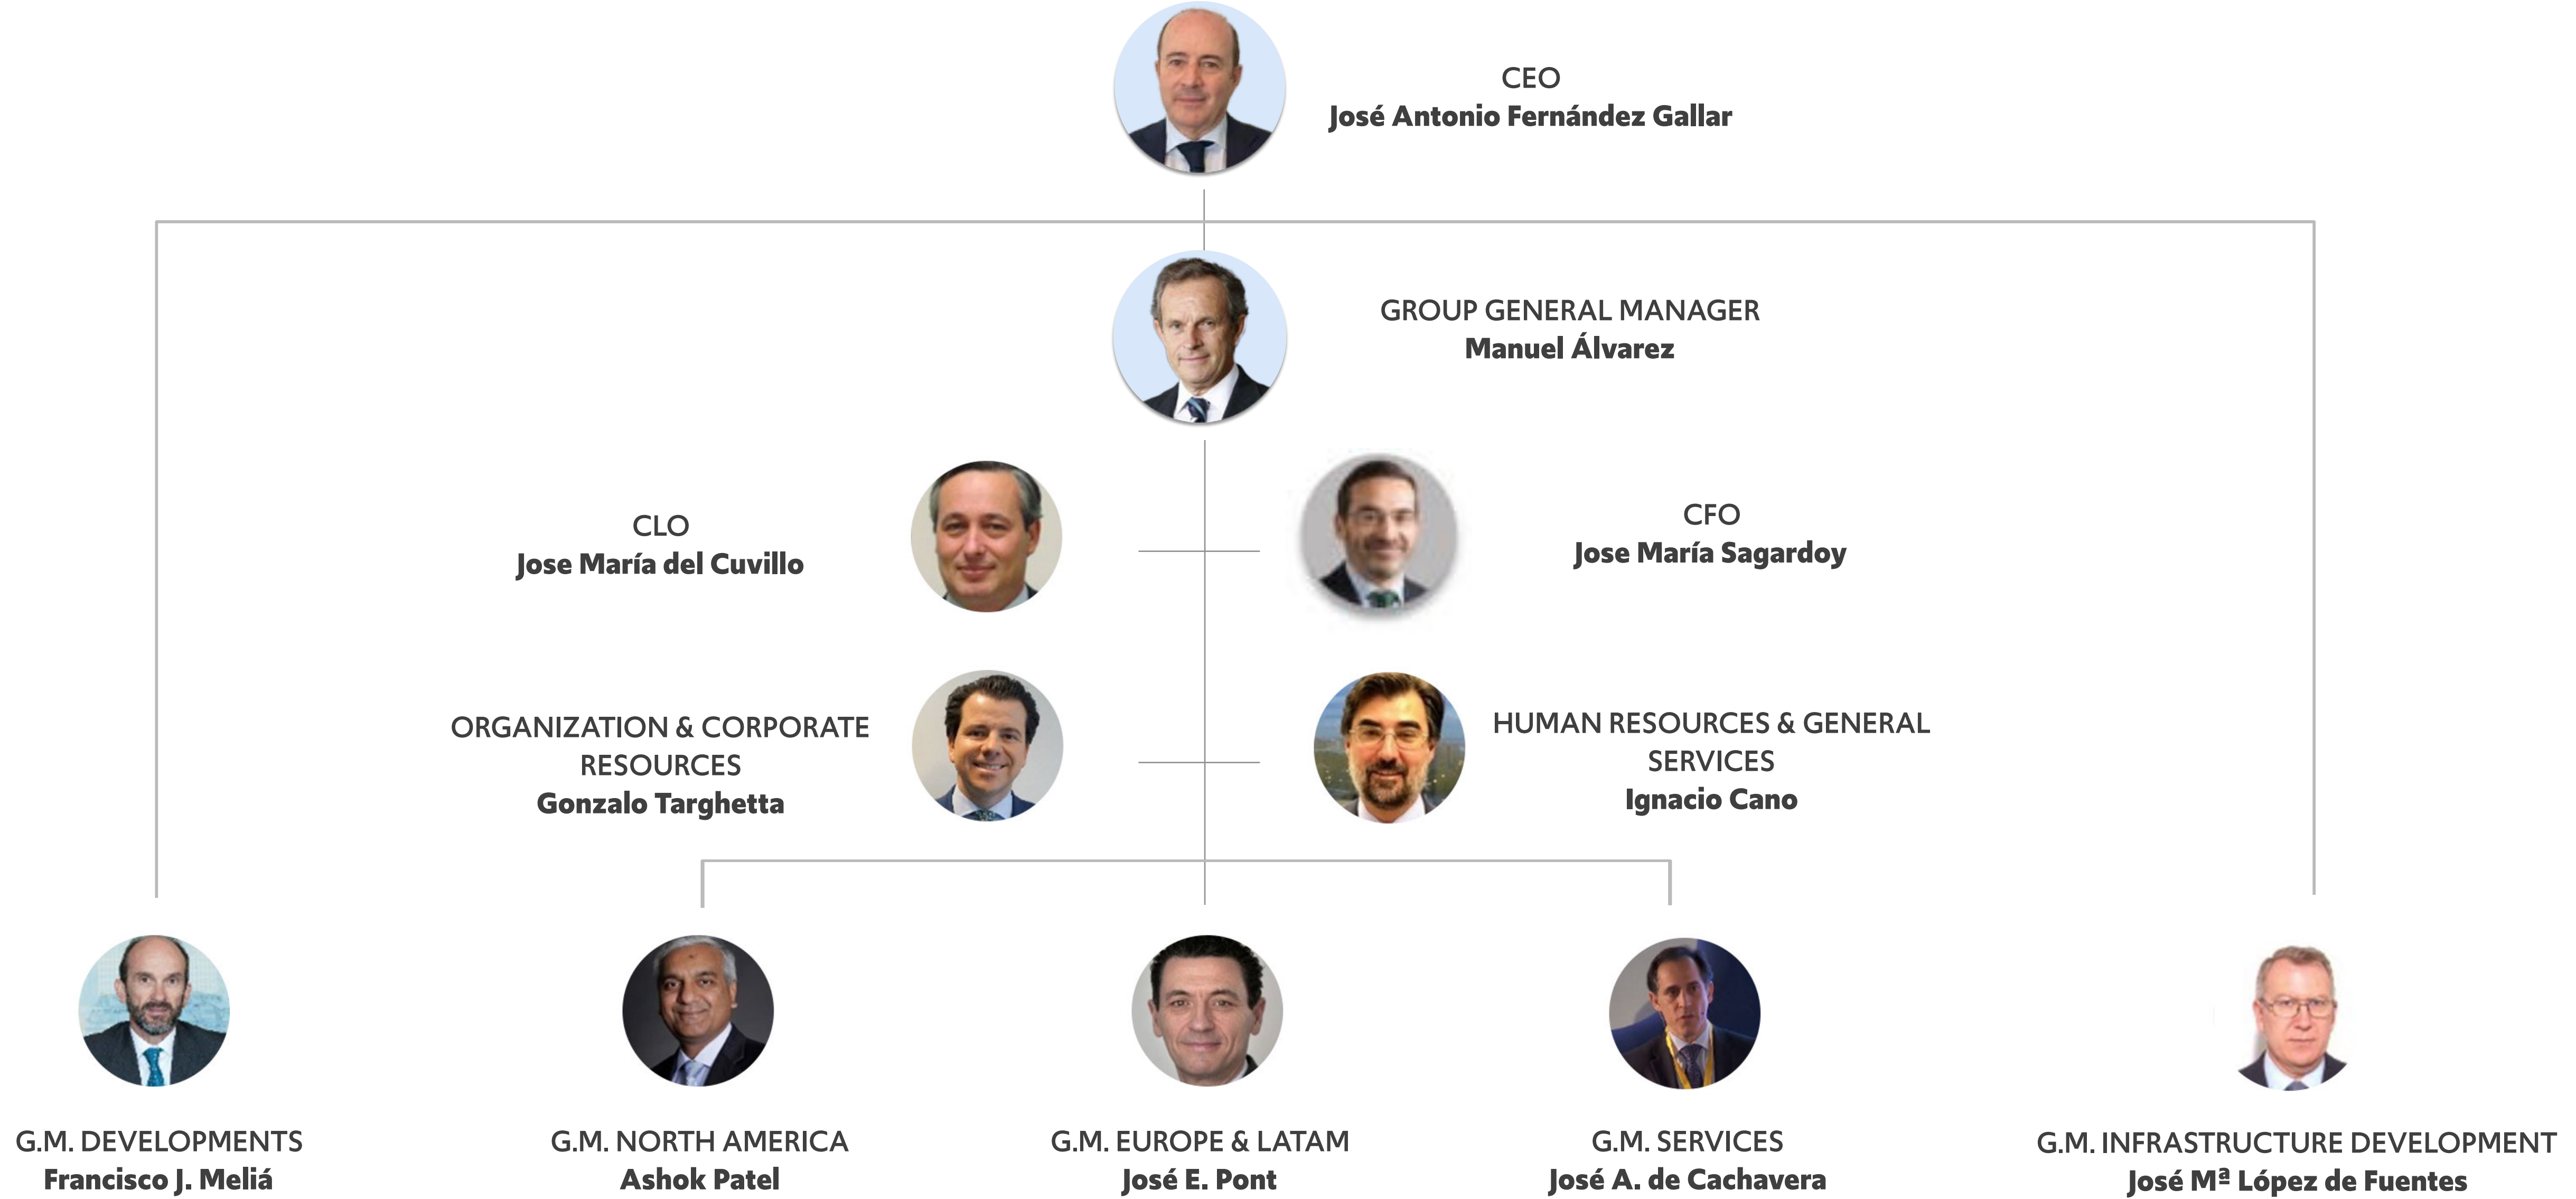 CEO
José Antonio Fernández Gallar
GROUP GENERAL MANAGER
Manuel Álvarez
CLO
Jose María del Cuvillo
CFO
Jose María Sagardoy
ORGANIZATION & CORPORATE
RESOURCES
Gonzalo Targhetta
HUMAN RESOURCES & GENERAL
SERVICES
Ignacio Cano
G.M. DEVELOPMENTS
Francisco J. Meliá
G.M. NORTH AMERICA
Ashok Patel
G.M. EUROPE & LATAM
José E. Pont
G.M. SERVICES
José A. de Cachavera
G.M. INFRASTRUCTURE DEVELOPMENT
José Mª López de Fuentes